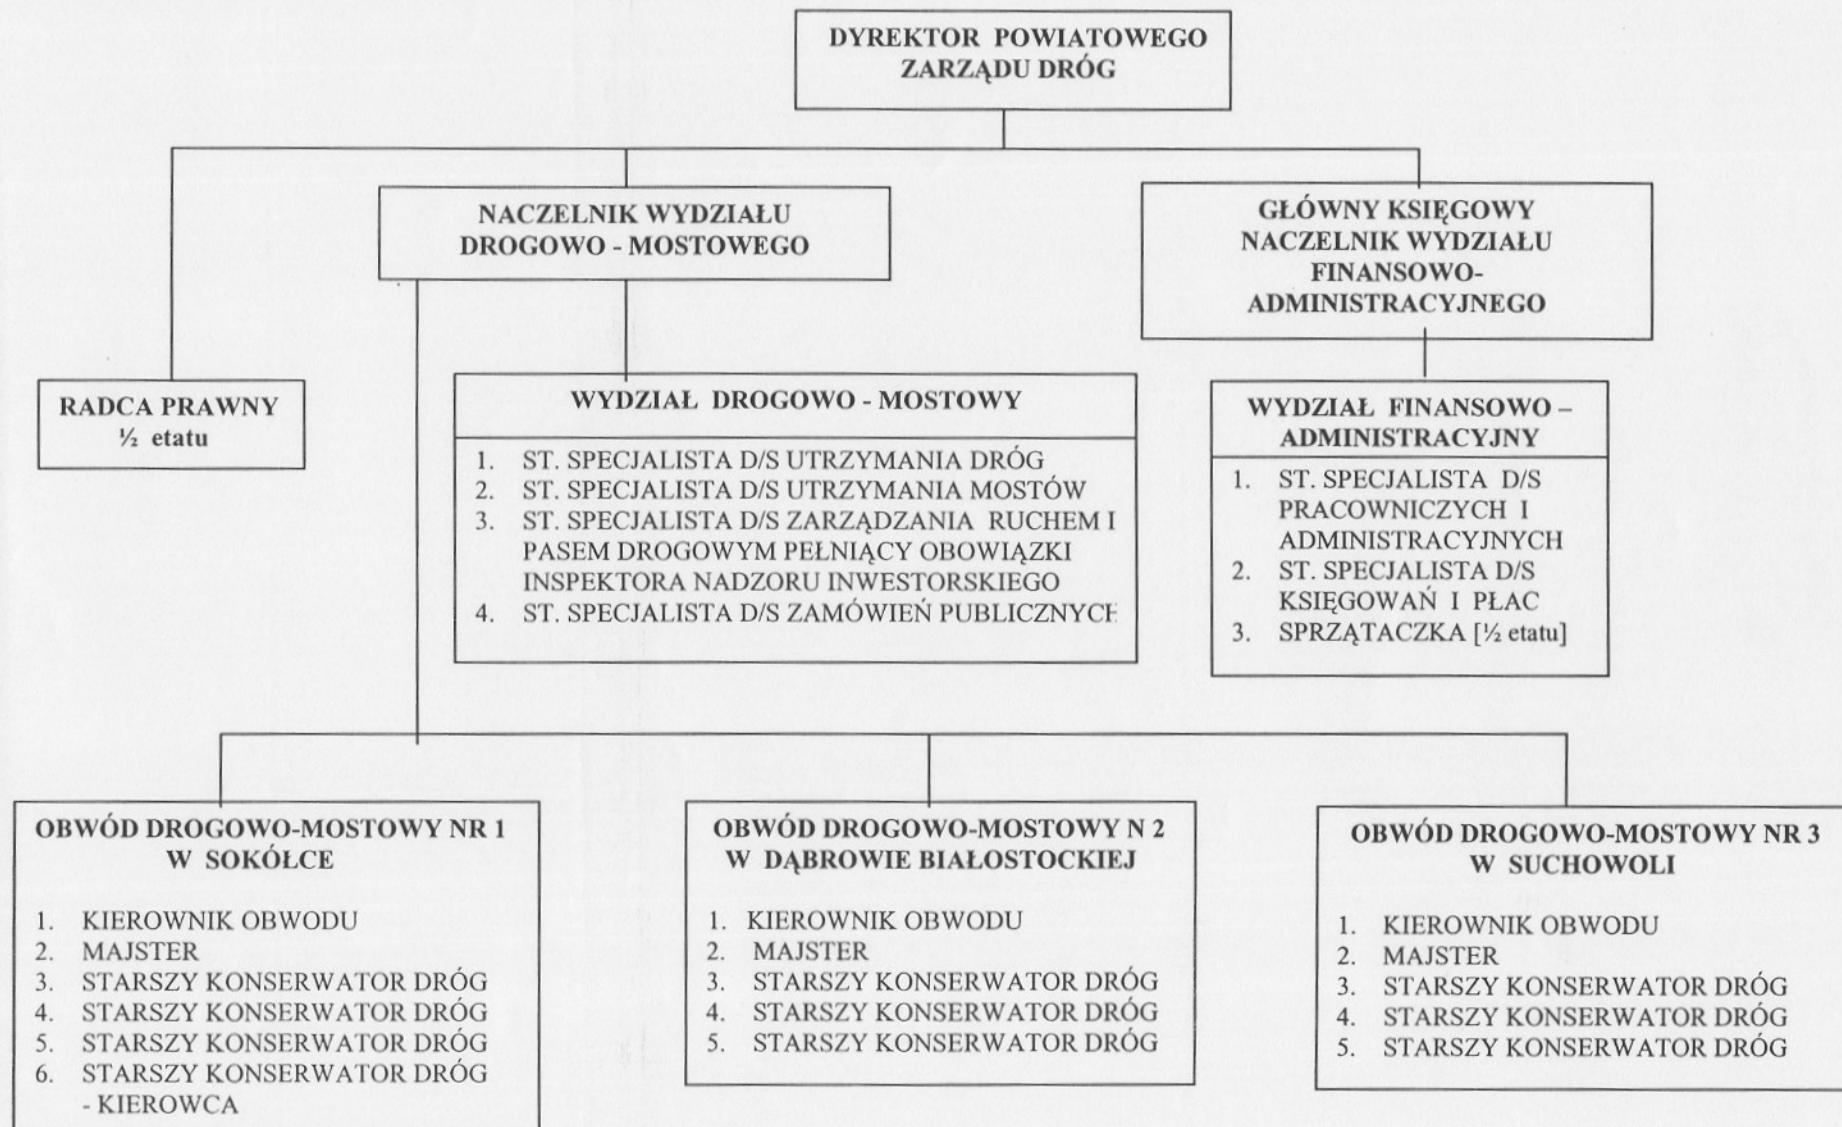 DYREKTOR POWIATOWEGO
ZARZĄDU DRÓG
NACZELNIK WYDZIAŁU
DROGOWO - MOSTOWEGO
GŁÓWNY KSIĘGOWY
NACZELNIK WYDZIAŁU
FINANSOWO-
ADMINISTRACYJNEGO
RADCA PRAWNY
½ etatu
WYDZIAŁ DROGOWO - MOSTOWY
1. ST. SPECJALISTA D/S UTRZYMANIA DRÓG
2. ST. SPECJALISTA D/S UTRZYMANIA MOSTÓW
3. ST. SPECJALISTA D/S ZARZĄDZANIA RUCHEM I
PASEM DROGOWYM PEŁNIĄCY OBOWIĄZKI
INSPEKTORA NADZORU INWESTORSKIEGO
4. ST. SPECJALISTA D/S ZAMÓWIEŃ PUBLICZNYCH
WYDZIAŁ FINANSOWO –
ADMINISTRACYJNY
1. ST. SPECJALISTA D/S
PRACOWNICZYCH I
ADMINISTRACYJNYCH
2. ST. SPECJALISTA D/S
KSIĘGOWAŃ I PŁAC
3. SPRZĄTACZKA [½ etatu]
OBWÓD DROGOWO-MOSTOWY NR 1
W SOKÓŁCE
1. KIEROWNIK OBWODU
2. MAJSTER
3. STARSZY KONSERWATOR DRÓG
4. STARSZY KONSERWATOR DRÓG
5. STARSZY KONSERWATOR DRÓG
6. STARSZY KONSERWATOR DRÓG
- KIEROWCA
OBWÓD DROGOWO-MOSTOWY N 2
W DĄBROWIE BIAŁOSTOCKIEJ
1. KIEROWNIK OBWODU
2. MAJSTER
3. STARSZY KONSERWATOR DRÓG
4. STARSZY KONSERWATOR DRÓG
5. STARSZY KONSERWATOR DRÓG
OBWÓD DROGOWO-MOSTOWY NR 3
W SUCHOWOLI
1. KIEROWNIK OBWODU
2. MAJSTER
3. STARSZY KONSERWATOR DRÓG
4. STARSZY KONSERWATOR DRÓG
5. STARSZY KONSERWATOR DRÓG